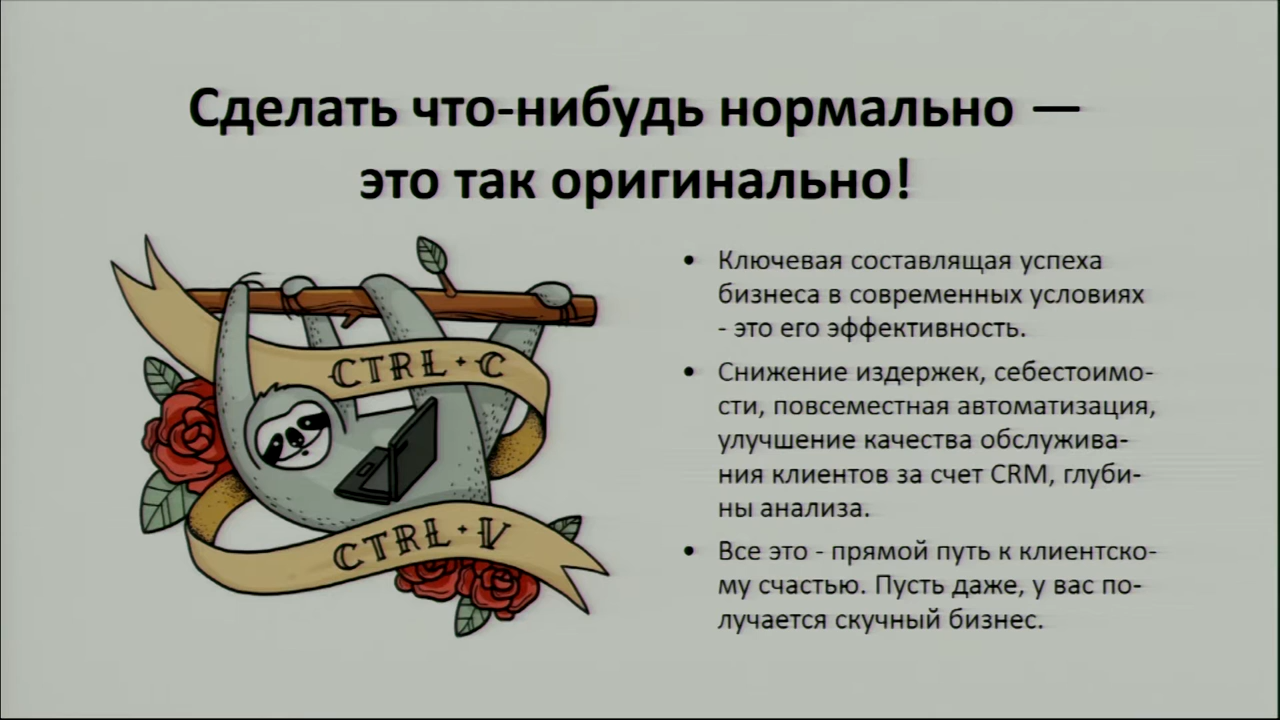 Сделать что-нибудь нормально —
это так оригинально!
CTRL + C
CTRL + V
• Ключевая составлящая успеха
бизнеса в современных условиях
- это его эффективность.
• Снижение издержек, себестоимо-
сти, повсеместная автоматизация,
улучшение качества обслужива-
ния клиентов за счет CRM, глуби-
ны анализа.
• Все это - прямой путь к клиентско-
му счастью. Пусть даже, у вас по-
лучается скучный бизнес.